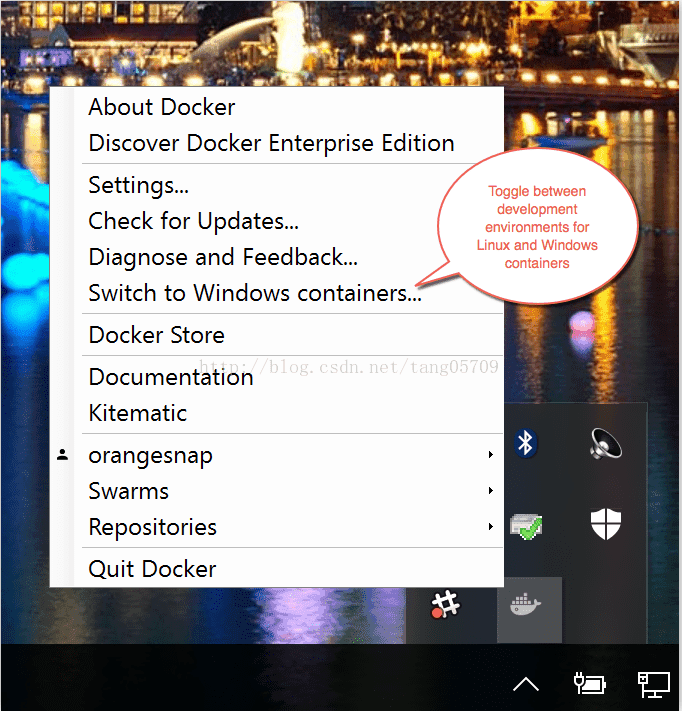 About Docker
Discover Docker Enterprise Edition
Settings...
Check for Updates...
Diagnose and Feedback...
Switch to Windows containers...
Toggle between
development
environments for
Linux and Windows
containers
Docker Store
http://blog.csdn.net/tang05709
Documentation
Kitematic
orangesnap
Swarms
Repositories
Quit Docker